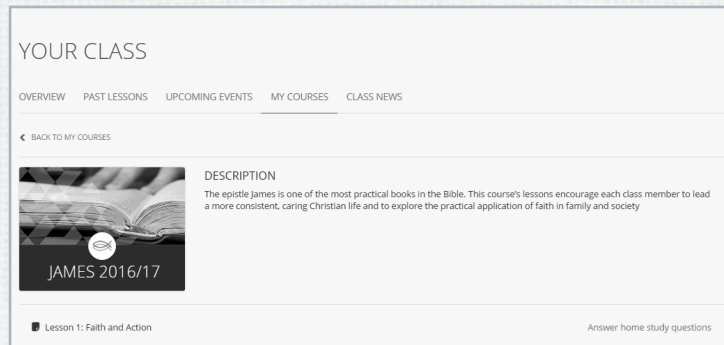 YOUR CLASS
OVERVIEW PAST LESSONS UPCOMING EVENTS MY COURSES CLASS NEWS
BACK TO MY COURSES
DESCRIPTION
The epistle James is one of the most practical books in the Bible. This course's lessons encourage each class member to lead
a more consistent, caring Christian life and to explore the practical application of faith in family and society
JAMES 2016/17
Lesson 1: Faith and Action Answer home study questions